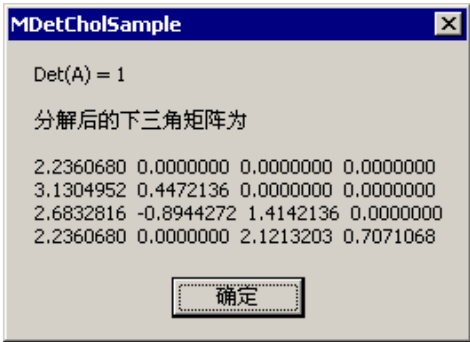 MDetCholSample
Det(A) = 1
分解后的下三角矩阵为
2.2360680 0.0000000 0.0000000 0.0000000
3.1304952 0.4472136 0.0000000 0.0000000
2.6832816 -0.8944272 1.4142136 0.0000000
2.2360680 0.0000000 2.1213203 0.7071068
确定